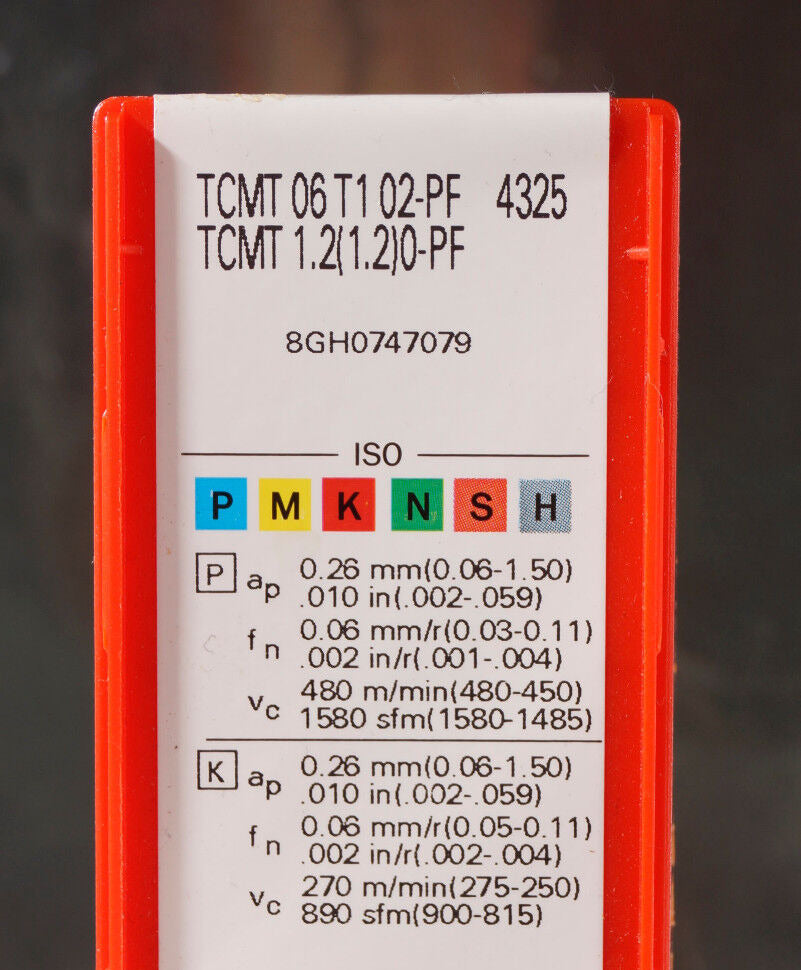 TCMT 06 T1 02-PF 4325
TCMT 1.2(1.2)0-PF
8GH0747079
ISO
P M K N S H
P ap 0.26 mm(0.06-1.50)
.010 in(.002-.059)
fn 0.06 mm/r(0.03-0.11)
.002 in/r(.001-.004)
vc 480 m/min(480-450)
1580 sfm(1580-1485)
K ap 0.26 mm(0.06-1.50)
.010 in(.002-.059)
fn 0.06 mm/r(0.05-0.11)
.002 in/r(.002-.004)
vc 270 m/min(275-250)
890 sfm(900-815)